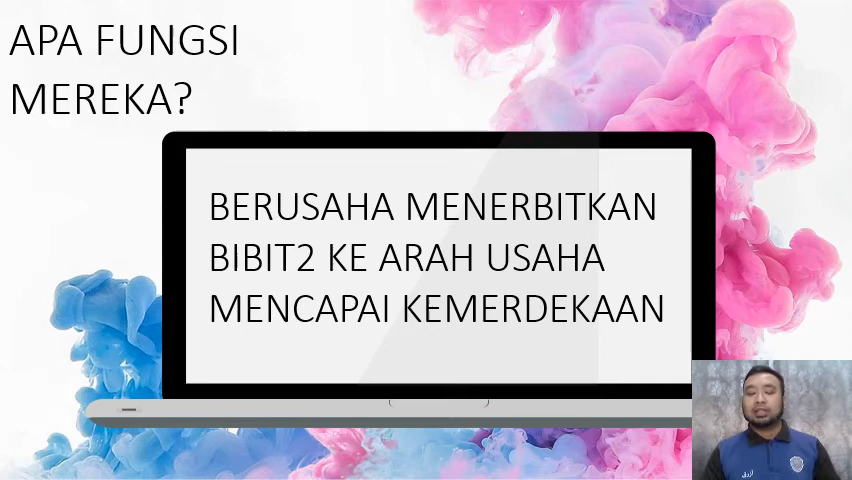 APA FUNGSI
MEREKA?
BERUSAHA MENERBITKAN
BIBIT2 KE ARAH USAHA
MENCAPAI KEMERDEKAAN